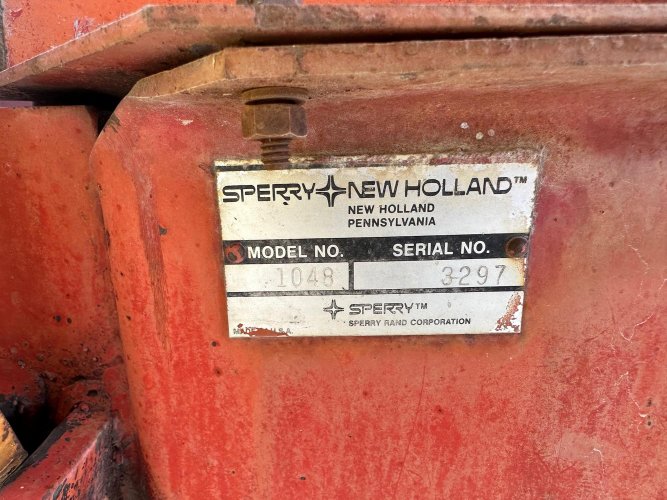 SPERRY NEW HOLLAND™
NEW HOLLAND
PENNSYLVANIA
MODEL NO. SERIAL NO.
1048 3297
SPERRY™
SPERRY RAND CORPORATION
U.S.A.